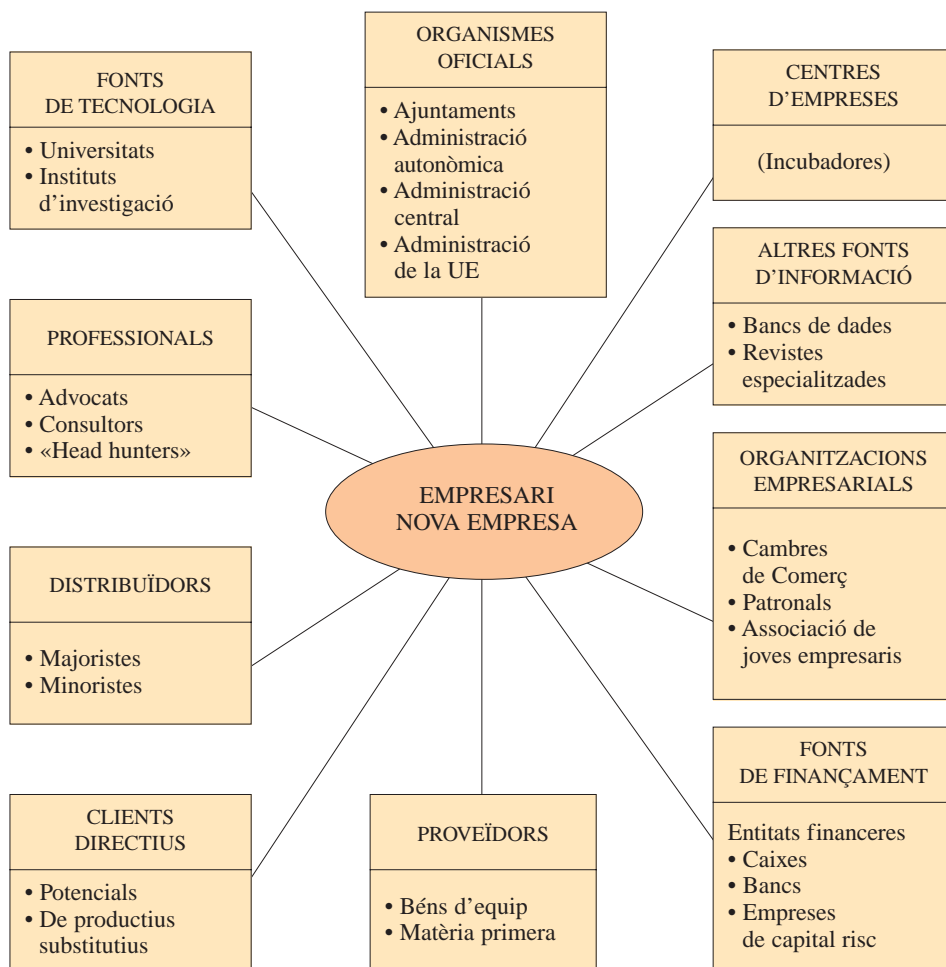 FONTS
DE TECNOLOGIA
• Universitats
• Instituts
d’investigació
ORGANISMES
OFICIALS
• Ajuntaments
• Administració
autonòmica
• Administració
central
• Administració
de la UE
CENTRES
D’EMPRESES
(Incubadores)
ALTRES FONTS
D’INFORMACIÓ
• Bancs de dades
• Revistes
especialitzades
PROFESSIONALS
• Advocats
• Consultors
• «Head hunters»
EMPRESARI
NOVA EMPRESA
ORGANITZACIONS
EMPRESARIALS
• Cambres
de Comerç
• Patronals
• Associació de
joves empresaris
DISTRIBUÏDORS
• Majoristes
• Minoristes
CLIENTS
DIRECTIUS
• Potencials
• De productius
substitutius
PROVEÏDORS
• Béns d’equip
• Matèria primera
FONTS
DE FINANÇAMENT
Entitats financeres
• Caixes
• Bancs
• Empreses
de capital risc